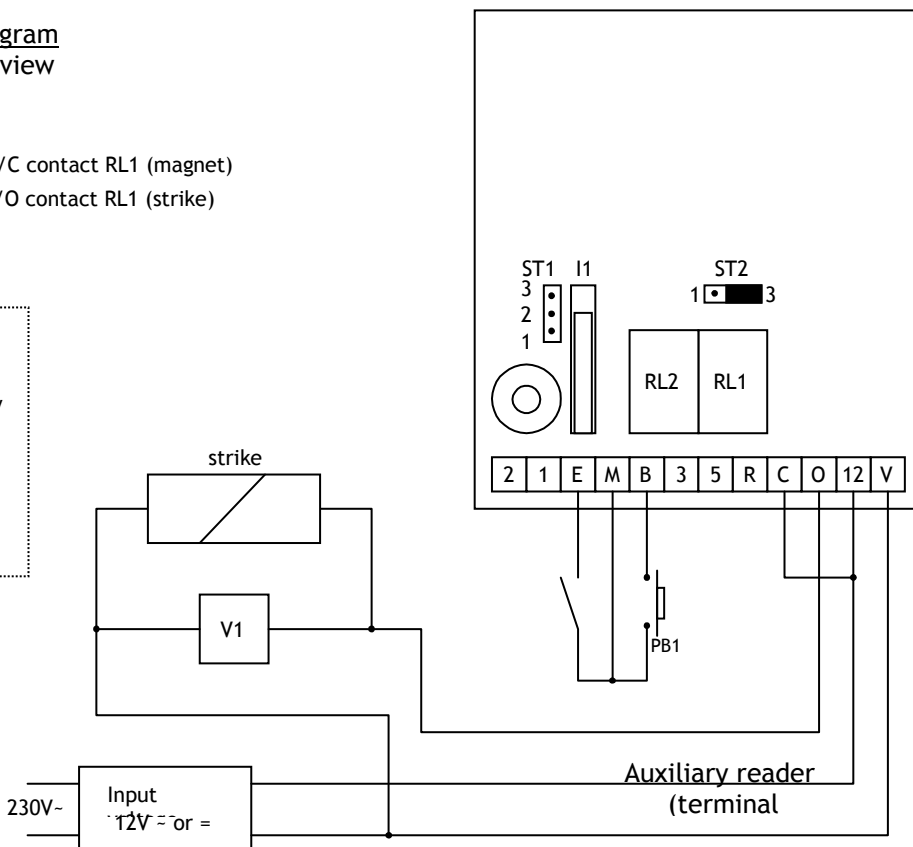 gram
view
/C contact RL1 (magnet)
/O contact RL1 (strike)
ST1 I1
3
2
1
ST2
1 3
RL2 RL1
strike
2 1 E M B 3 5 R C O 12 V
V1
PB1
Auxiliary reader
(terminal
230V~
Input
12V ~ or =